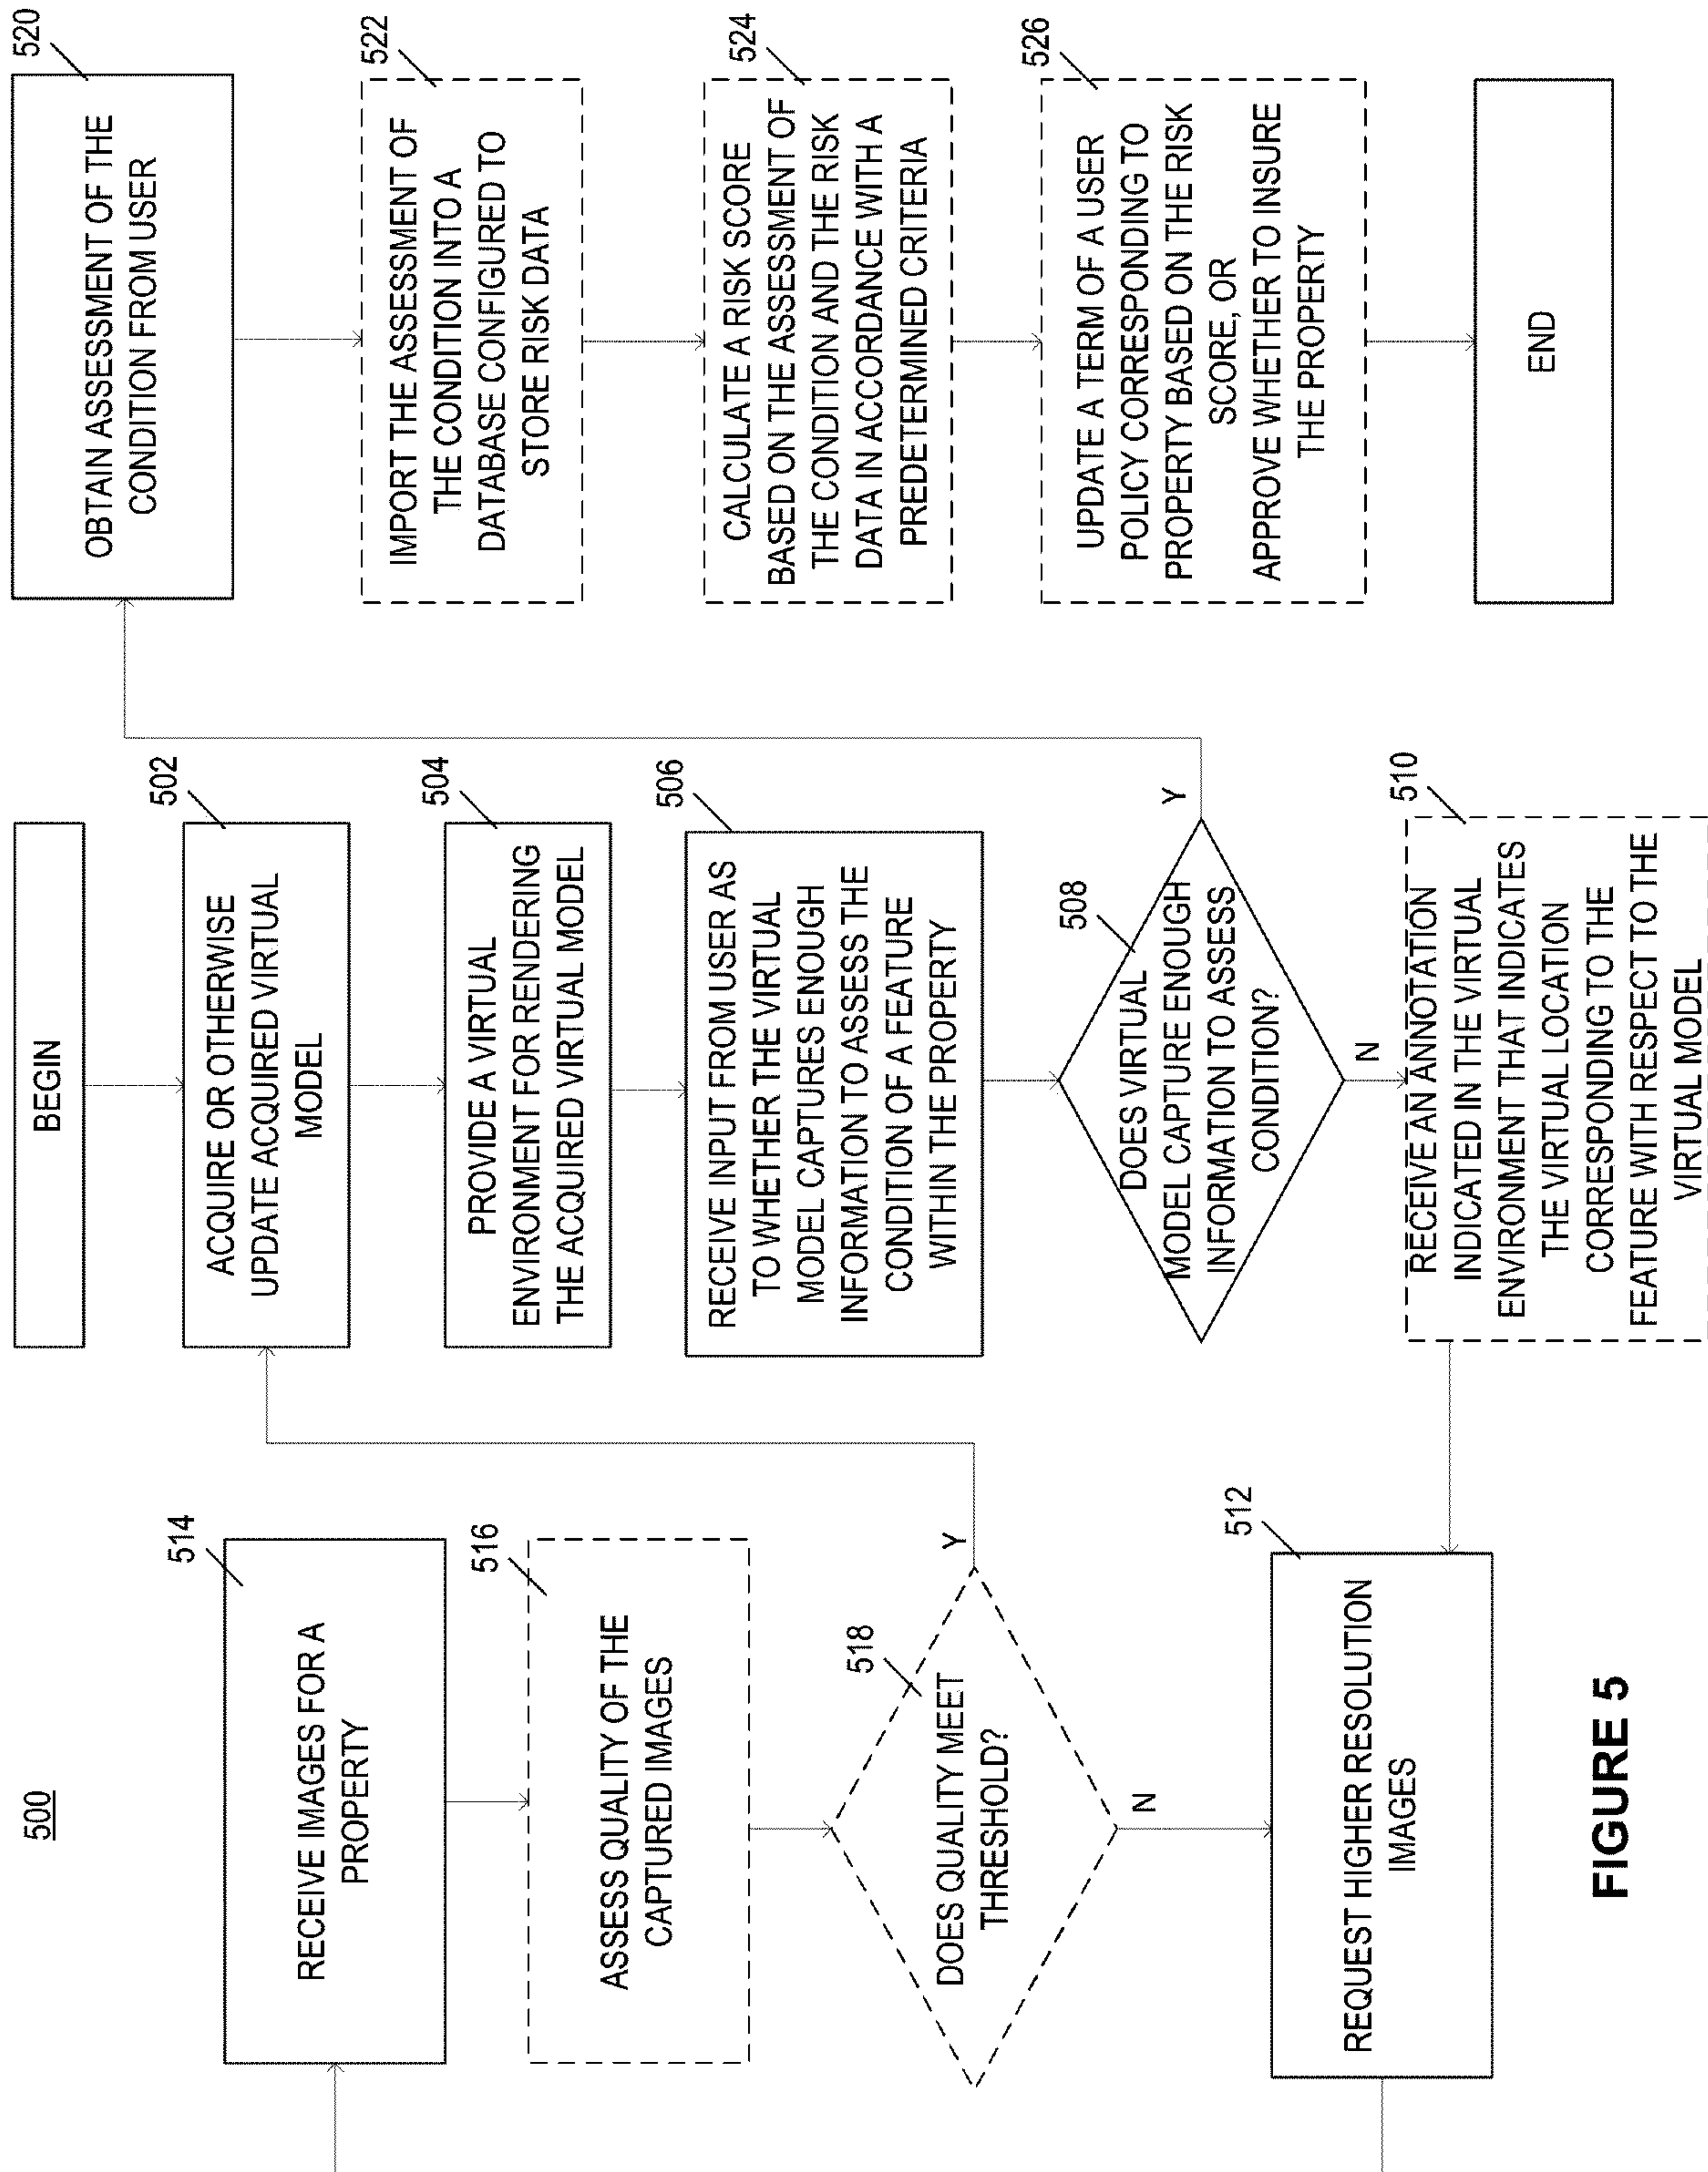 500
BEGIN
502
ACQUIRE OR OTHERWISE
UPDATE ACQUIRED VIRTUAL
MODEL
504
PROVIDE A VIRTUAL
ENVIRONMENT FOR RENDERING
THE ACQUIRED VIRTUAL MODEL
506
RECEIVE INPUT FROM USER AS
TO WHETHER THE VIRTUAL
MODEL CAPTURES ENOUGH
INFORMATION TO ASSESS THE
CONDITION OF A FEATURE
WITHIN THE PROPERTY
508
DOES VIRTUAL
MODEL CAPTURE ENOUGH
INFORMATION TO ASSESS
CONDITION?
Y
N
510
RECEIVE AN ANNOTATION
INDICATED IN THE VIRTUAL
ENVIRONMENT THAT INDICATES
THE VIRTUAL LOCATION
CORRESPONDING TO THE
FEATURE WITH RESPECT TO THE
VIRTUAL MODEL
512
REQUEST HIGHER RESOLUTION
IMAGES
514
RECEIVE IMAGES FOR A
PROPERTY
516
ASSESS QUALITY OF THE
CAPTURED IMAGES
518
DOES QUALITY MEET
THRESHOLD?
Y
N
520
OBTAIN ASSESSMENT OF THE
CONDITION FROM USER
522
IMPORT THE ASSESSMENT OF
THE CONDITION INTO A
DATABASE CONFIGURED TO
STORE RISK DATA
524
CALCULATE A RISK SCORE
BASED ON THE ASSESSMENT OF
THE CONDITION AND THE RISK
DATA IN ACCORDANCE WITH A
PREDETERMINED CRITERIA
526
UPDATE A TERM OF A USER
POLICY CORRESPONDING TO
PROPERTY BASED ON THE RISK
SCORE, OR
APPROVE WHETHER TO INSURE
THE PROPERTY
END
FIGURE 5